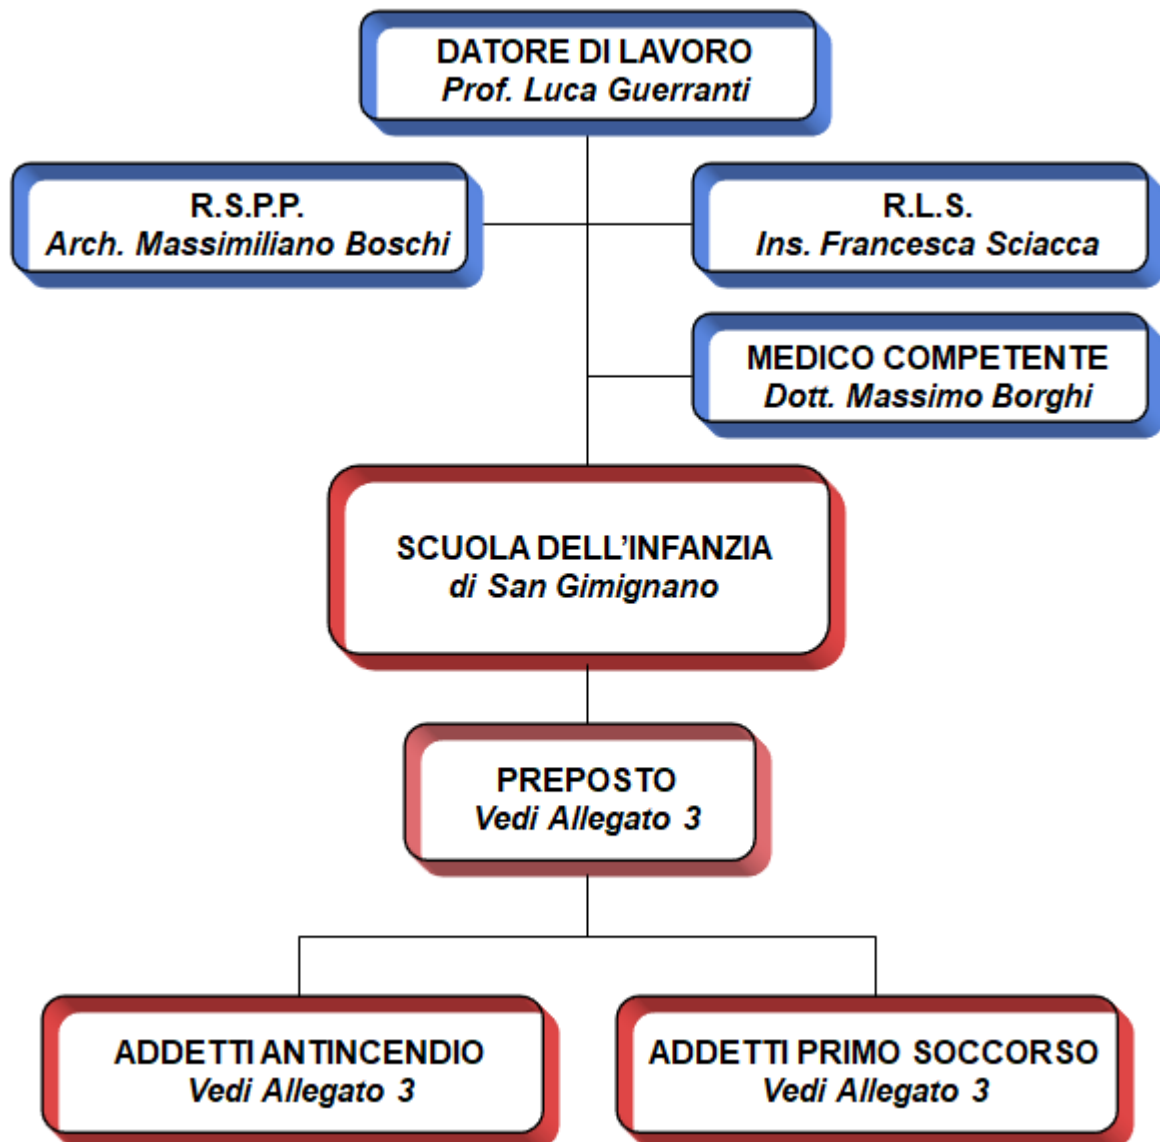 DATORE DI LAVORO
Prof. Luca Guerranti
R.S.P.P.
Arch. Massimiliano Boschi
R.L.S.
Ins. Francesca Sciacca
MEDICO COMPETENTE
Dott. Massimo Borghi
SCUOLA DELL'INFANZIA
di San Gimignano
PREPOSTO
Vedi Allegato 3
ADDETTI ANTINCENDIO
Vedi Allegato 3
ADDETTI PRIMO SOCCORSO
Vedi Allegato 3